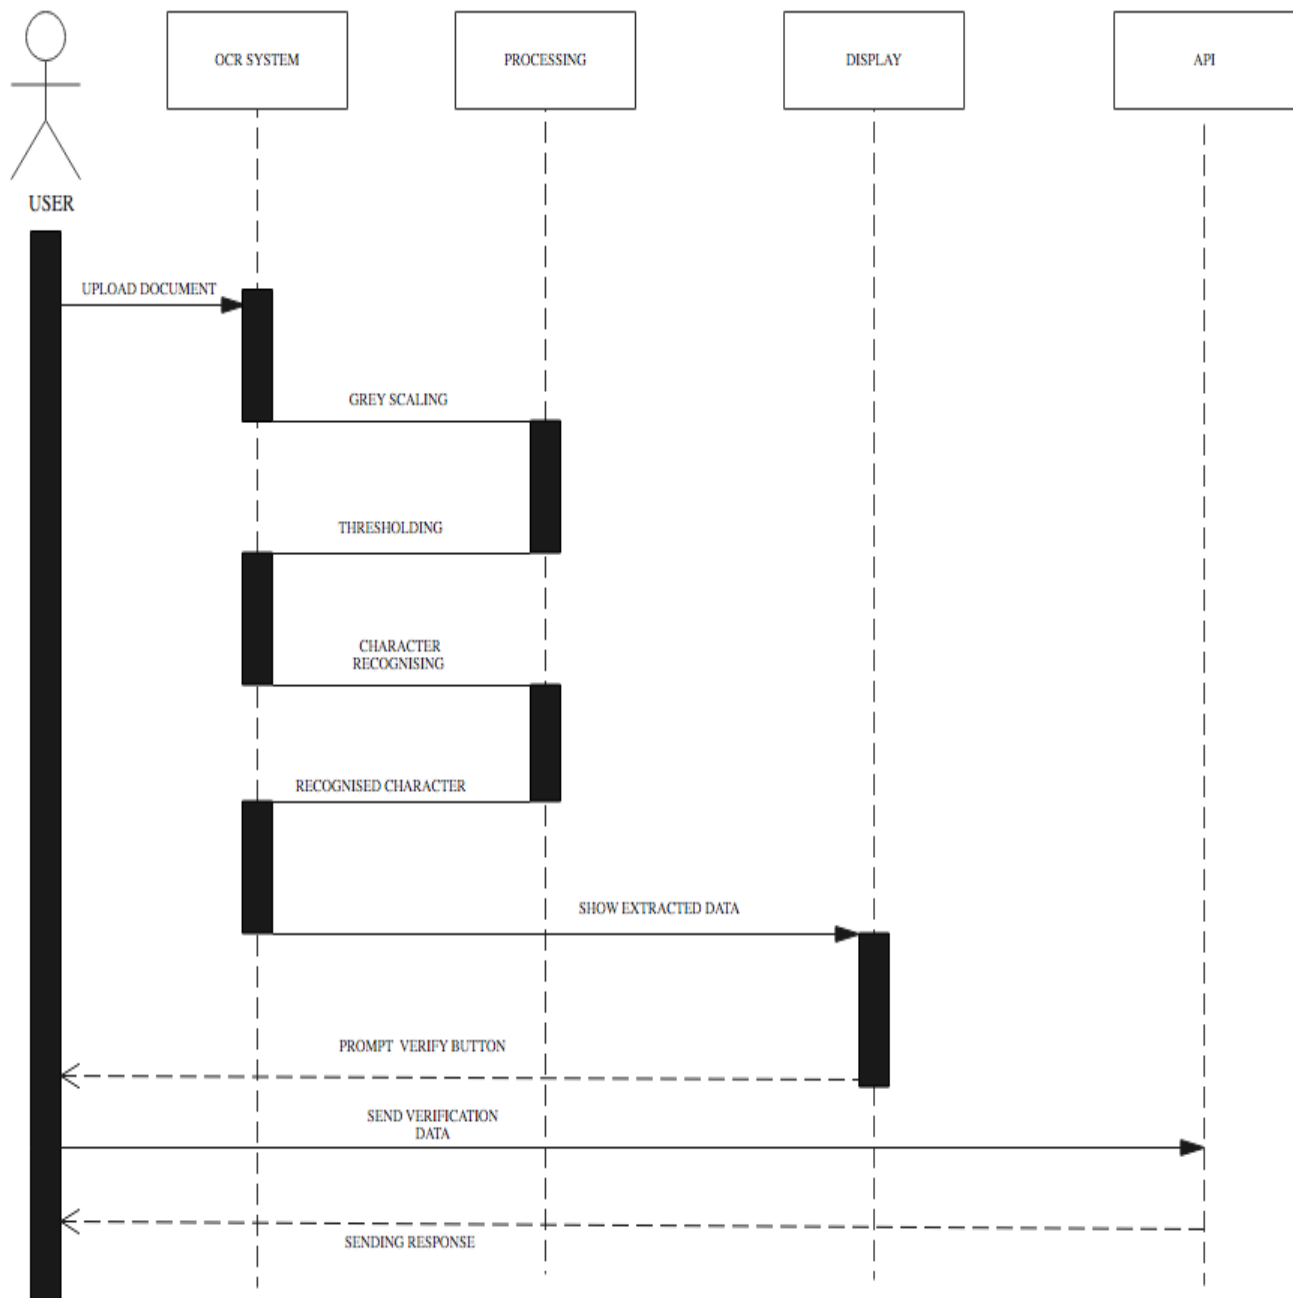 OCR SYSTEM
PROCESSING
DISPLAY
API
USER
UPLOAD DOCUMENT
GREY SCALING
THRESHOLDING
CHARACTER
RECOGNISING
RECOGNISED CHARACTER
SHOW EXTRACTED DATA
PROMPT VERIFY BUTTON
SEND VERIFICATION
DATA
SENDING RESPONSE